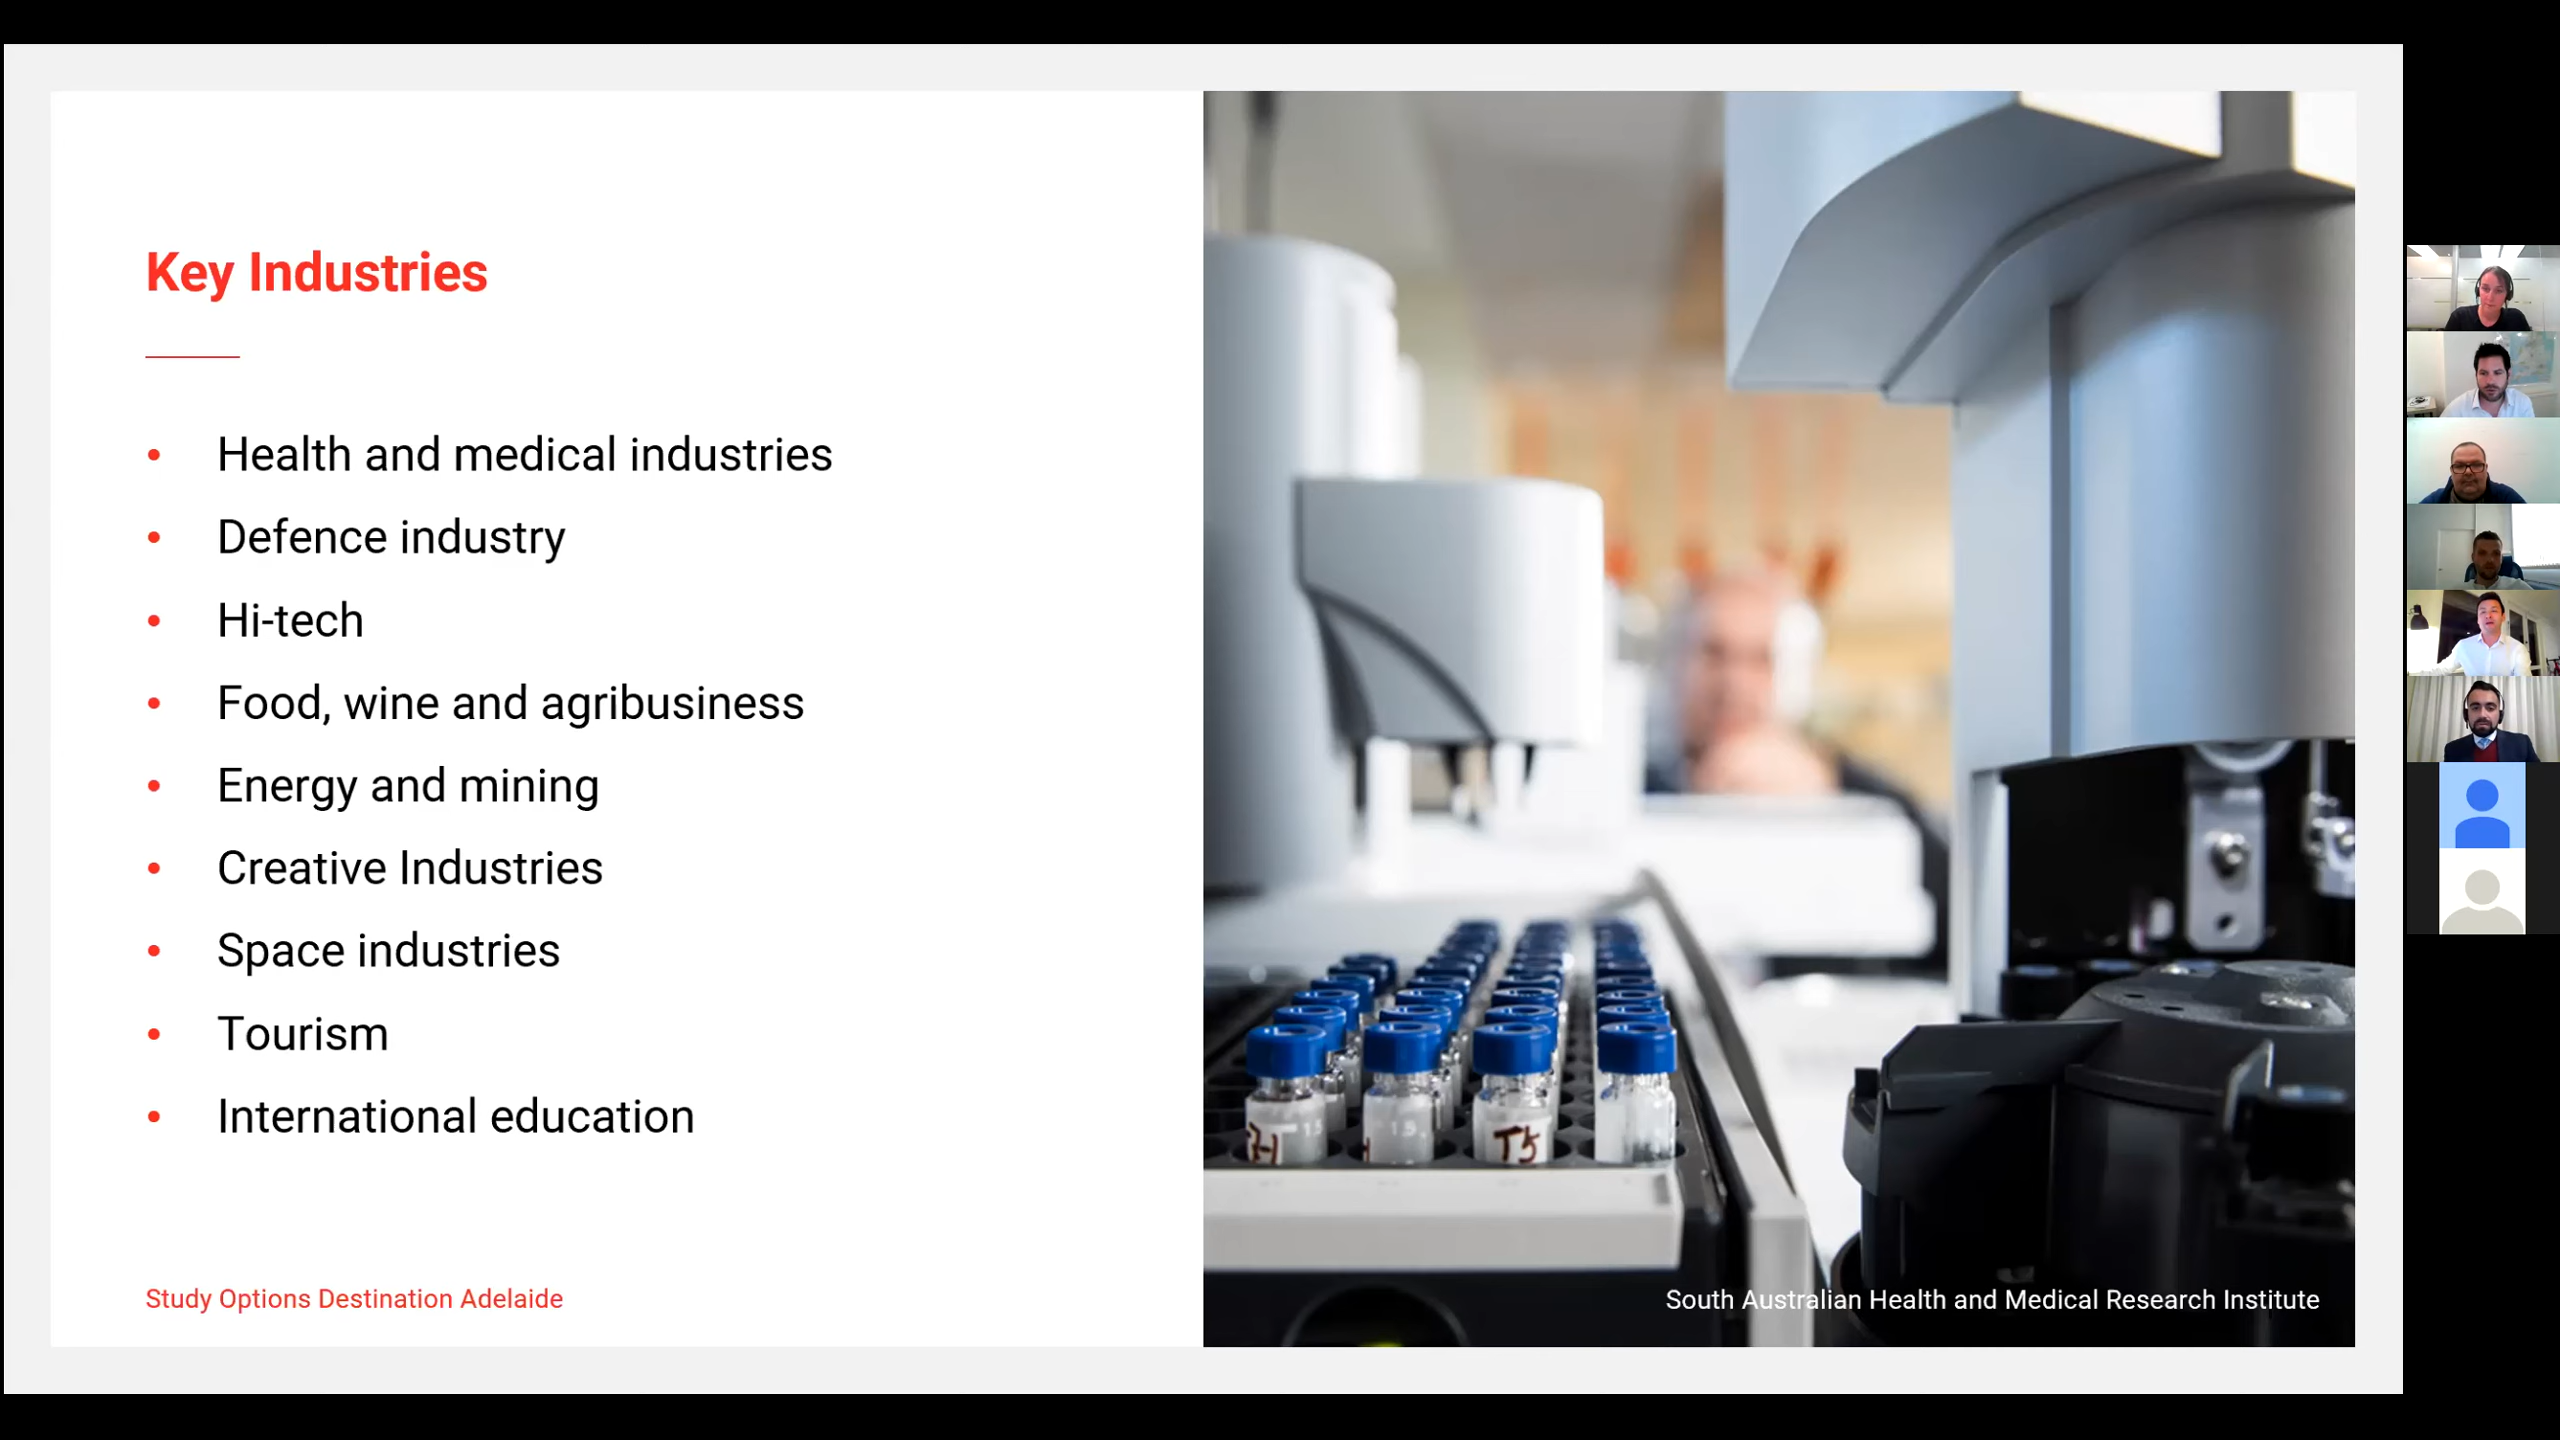 Key Industries
• Health and medical industries
• Defence industry
• Hi-tech
• Food, wine and agribusiness
• Energy and mining
• Creative Industries
• Space industries
• Tourism
• International education
Study Options Destination Adelaide
T5
South Australian Health and Medical Research Institute